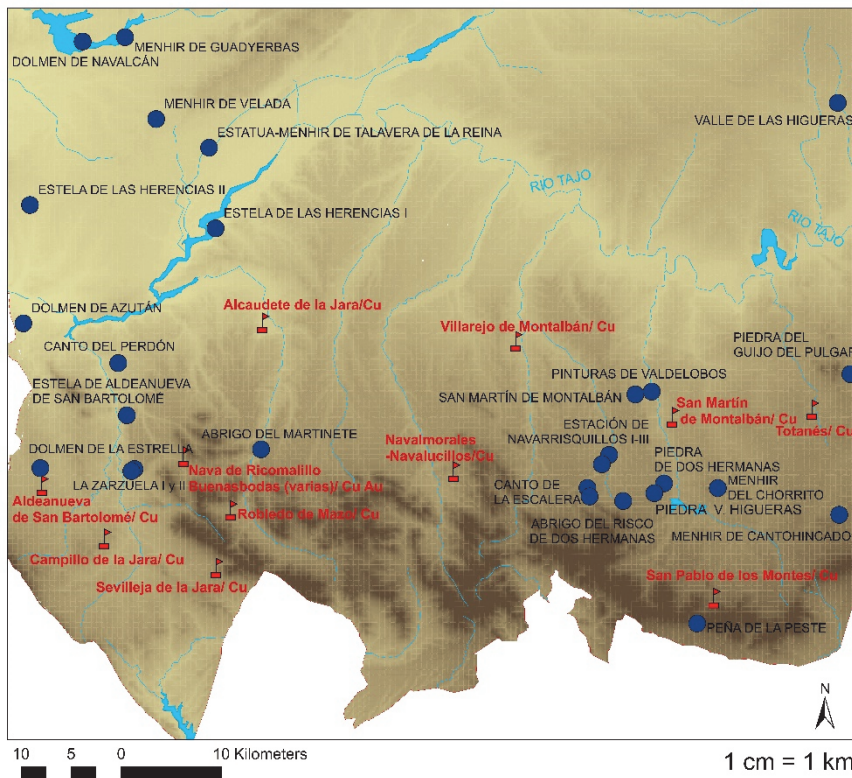 MENHIR DE GUADYERBAS
DOLMEN DE NAVALCÁN
MENHIR DE VELADA
VALLE DE LAS HIGUERAS
ESTATUA-MENHIR DE TALAVERA DE LA REINA
RIO TAJO
ESTELA DE LAS HERENCIAS II
ESTELA DE LAS HERENCIAS I
RIO TAJO
DOLMEN DE AZUTÁN
Alcaudete de la Jara/Cu
Villarejo de Montalbán/ Cu
PIEDRA DEL
GUIJO DEL PULGAR
CANTO DEL PERDÓN
PINTURAS DE VALDELOBOS
ESTELA DE ALDEANUEVA
DE SAN BARTOLOMÉ
SAN MARTÍN DE MONTALBÁN
San Martín
de Montalbán/ Cu
Totanés/ Cu
ESTACIÓN DE
NAVARRISQUILLOS I-III
ABRIGO DEL MARTINETE
Navalmorales
-Navalucillos/Cu
DOLMEN DE LA ESTRELLA
LA ZARZUELA I y II
Nava de Ricomalillo
Buenasbodas (varias)/ Cu Au
PIEDRA
DE DOS HERMANAS
MENHIR
DEL CHORRITO
CANTO DE
LA ESCALERA
PIEDRA V. HIGUERAS
Aldeanueva
de San Bartolomé/ Cu
Robledo de Mazo/ Cu
ABRIGO DEL RISCO
DE DOS HERMANAS
MENHIR DE CANTOHINCADO
Campillo de la Jara/ Cu
Sevilleja de la Jara/ Cu
San Pablo de los Montes/ Cu
PEÑA DE LA PESTE
N
10 5 0 10 Kilometers
1 cm = 1 km